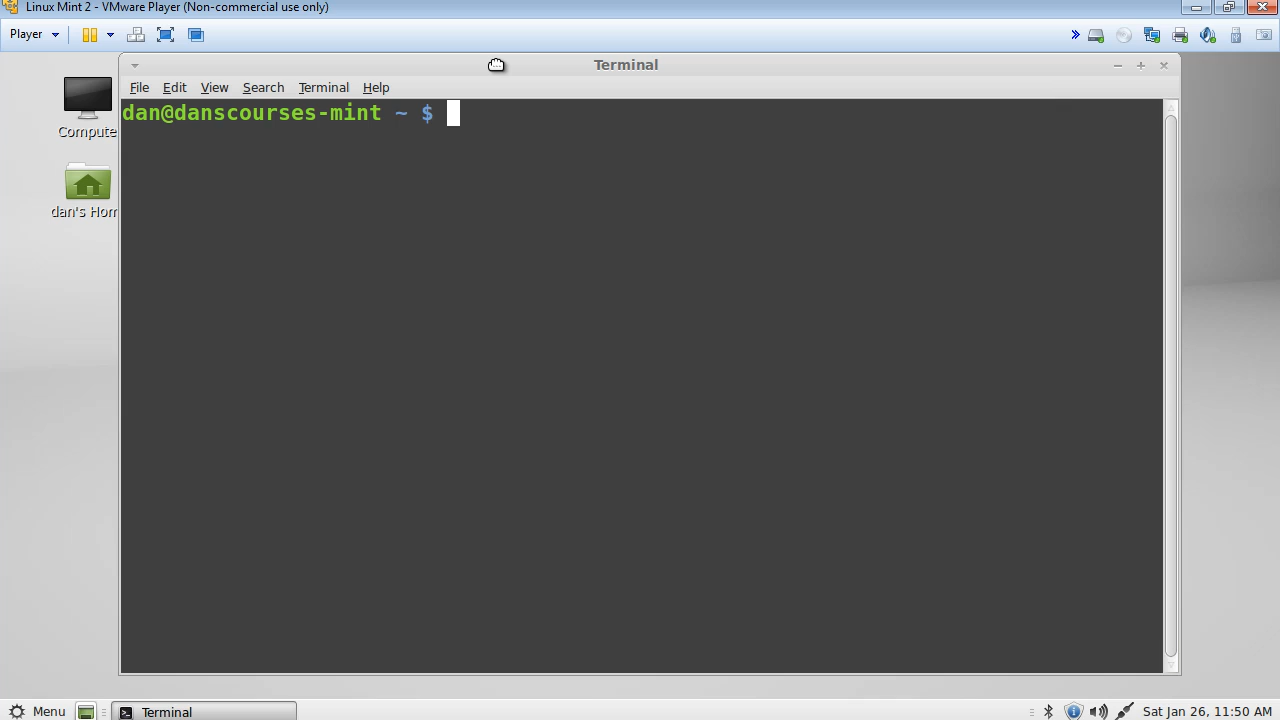 Linux Mint 2 - VMware Player (Non-commercial use only)
Player
Terminal
File Edit View Search Terminal Help
dan@danscourses-mint ~ $
Compute
dan's Hom
Menu
Terminal
Sat Jan 26, 11:50 AM